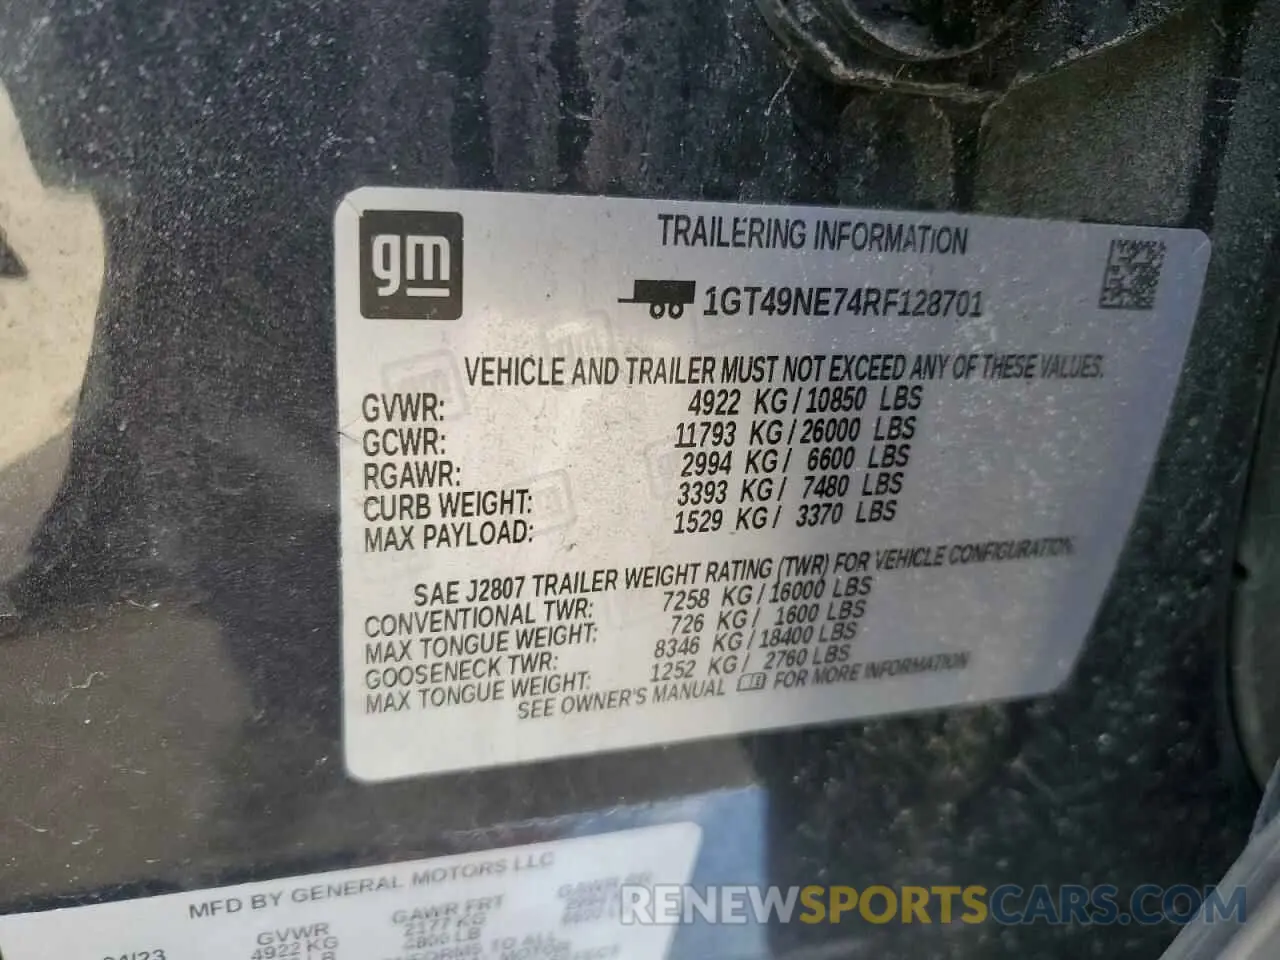 gm
TRAILERING INFORMATION
1GT49NE74RF128701
VEHICLE AND TRAILER MUST NOT EXCEED ANY OF THESE VALUES.
GVWR: 4922 KG/10850 LBS
GCWR: 11793 KG/26000 LBS
RGAWR: 2994 KG/ 6600 LBS
CURB WEIGHT: 3393 KG/ 7480 LBS
MAX PAYLOAD: 1529 KG/ 3370 LBS
SAE J2807 TRAILER WEIGHT RATING (TWR) FOR VEHICLE CONFIGURATION.
CONVENTIONAL TWR: 7258 KG/16000 LBS
MAX TONGUE WEIGHT: 726 KG/ 1600 LBS
GOOSENECK TWR: 8346 KG/18400 LBS
MAX TONGUE WEIGHT: 1252 KG/ 2760 LBS
SEE OWNER'S MANUAL FOR MORE INFORMATION
MFD BY GENERAL MOTORS LLC
GVWR GAWR FRT GAWR RR
4922 KG 2177 KG
RENEWSPORTSCARS.COM